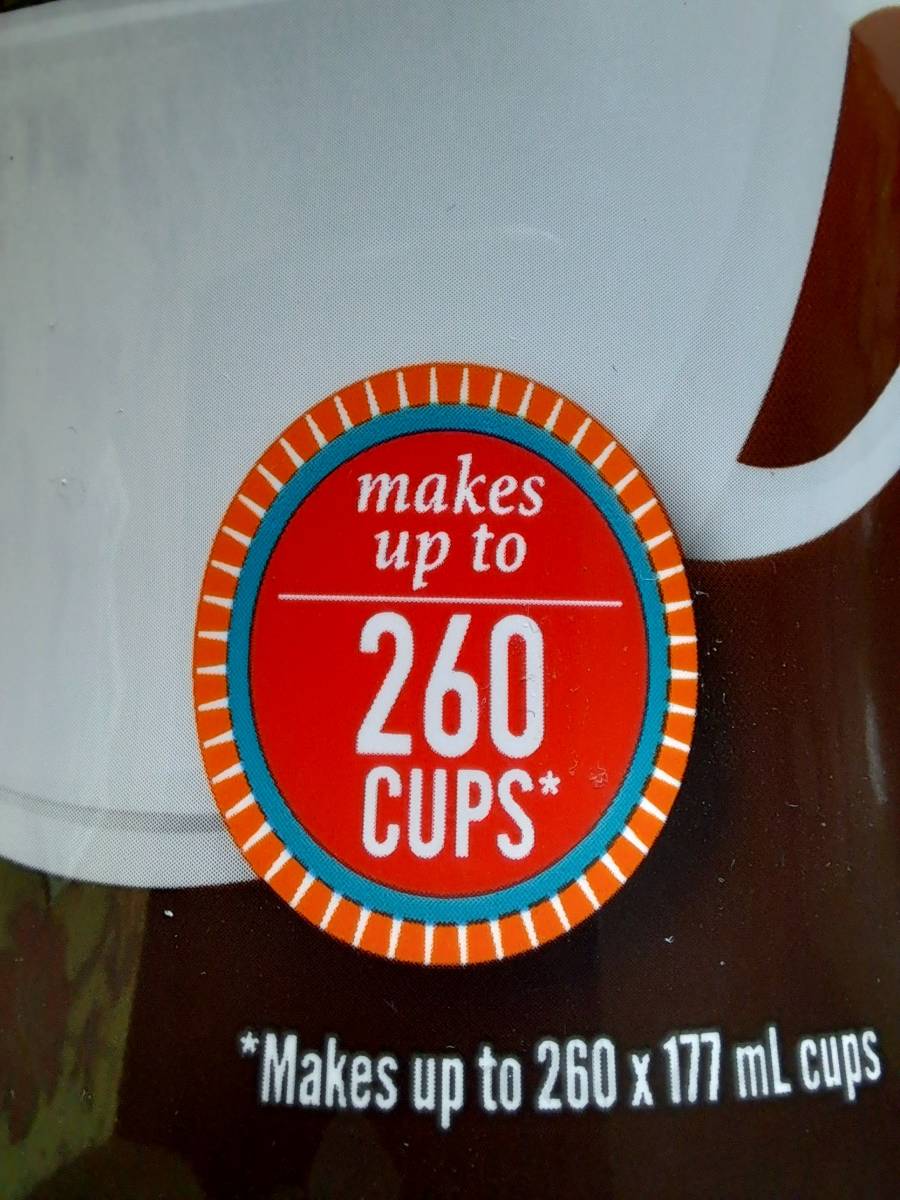 makes
up to
260
CUPS*
*Makes up to 260 x 177 mL cups